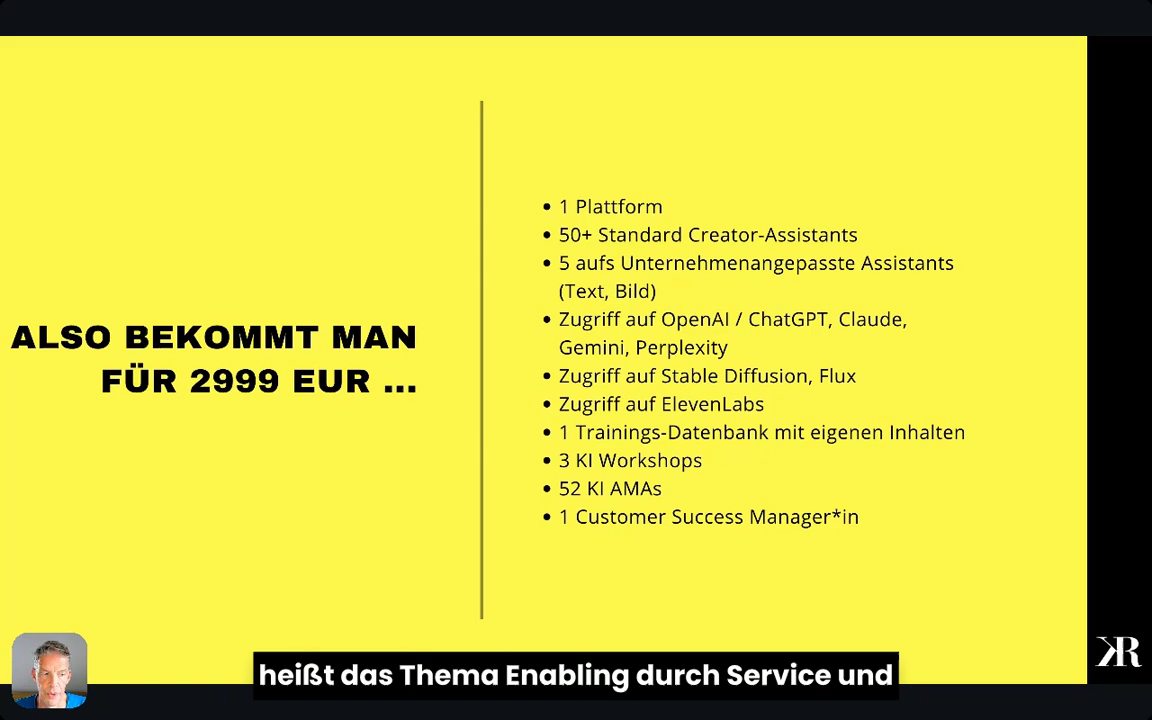 ALSO BEKOMMT MAN
FÜR 2999 EUR ...
• 1 Plattform
• 50+ Standard Creator-Assistants
• 5 aufs Unternehmenangepasste Assistants
(Text, Bild)
• Zugriff auf OpenAI / ChatGPT, Claude,
Gemini, Perplexity
• Zugriff auf Stable Diffusion, Flux
• Zugriff auf ElevenLabs
• 1 Trainings-Datenbank mit eigenen Inhalten
• 3 KI Workshops
• 52 KI AMAs
• 1 Customer Success Manager*in
KR
heißt das Thema Enabling durch Service und